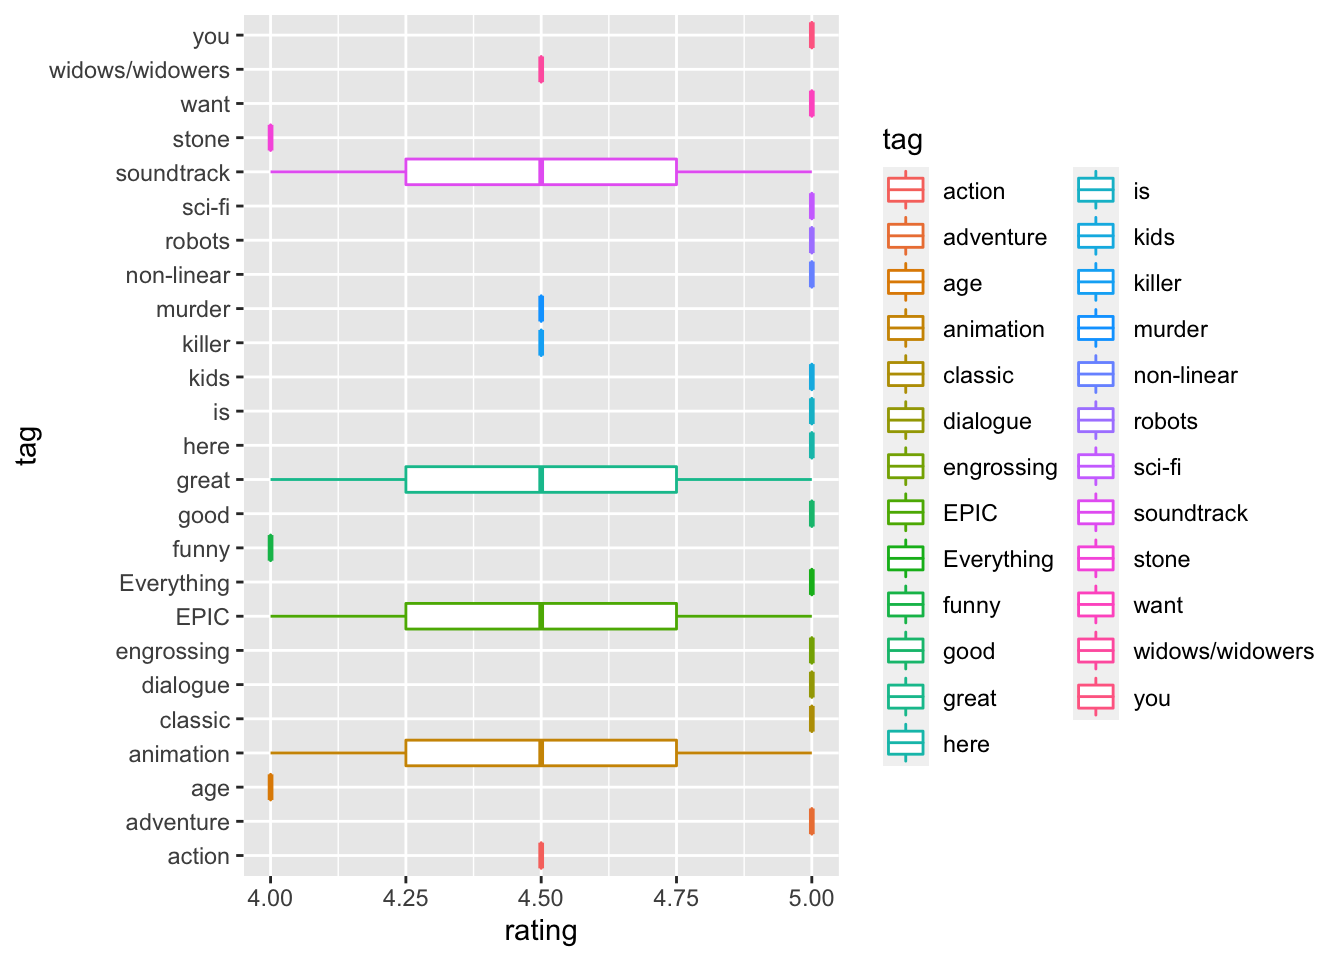 you
widows/widowers
want
stone
soundtrack
sci-fi
robots
non-linear
murder
killer
kids
is
here
great
good
funny
Everything
EPIC
engrossing
dialogue
classic
animation
age
adventure
action
tag
4.00 4.25 4.50 4.75 5.00
rating
tag
action
adventure
age
animation
classic
dialogue
engrossing
EPIC
Everything
funny
good
great
here
is
kids
killer
murder
non-linear
robots
sci-fi
soundtrack
stone
want
widows/widowers
you